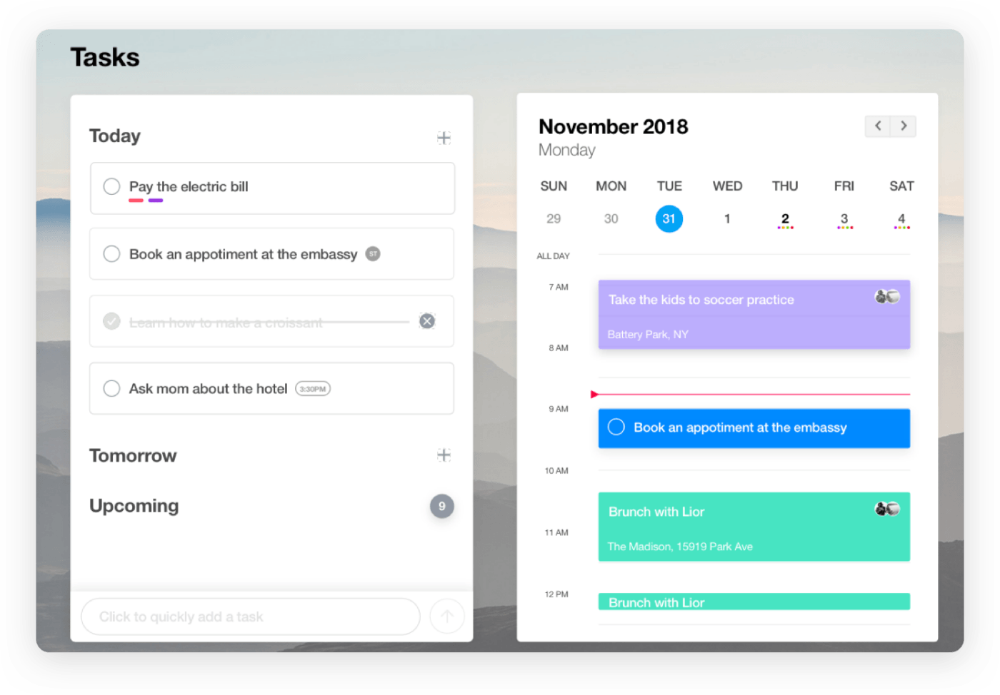 Tasks
Today
Pay the electric bill
Book an appotiment at the embassy ST
Learn how to make a croissant
Ask mom about the hotel 3:30PM
Tomorrow
Upcoming 9
Click to quickly add a task
November 2018
Monday
SUN MON TUE WED THU FRI SAT
29 30 31 1 2 3 4
ALL DAY
7 AM
Take the kids to soccer practice
Battery Park, NY
8 AM
9 AM
Book an appotiment at the embassy
10 AM
Brunch with Lior
11 AM
The Madison, 15919 Park Ave
12 PM
Brunch with Lior